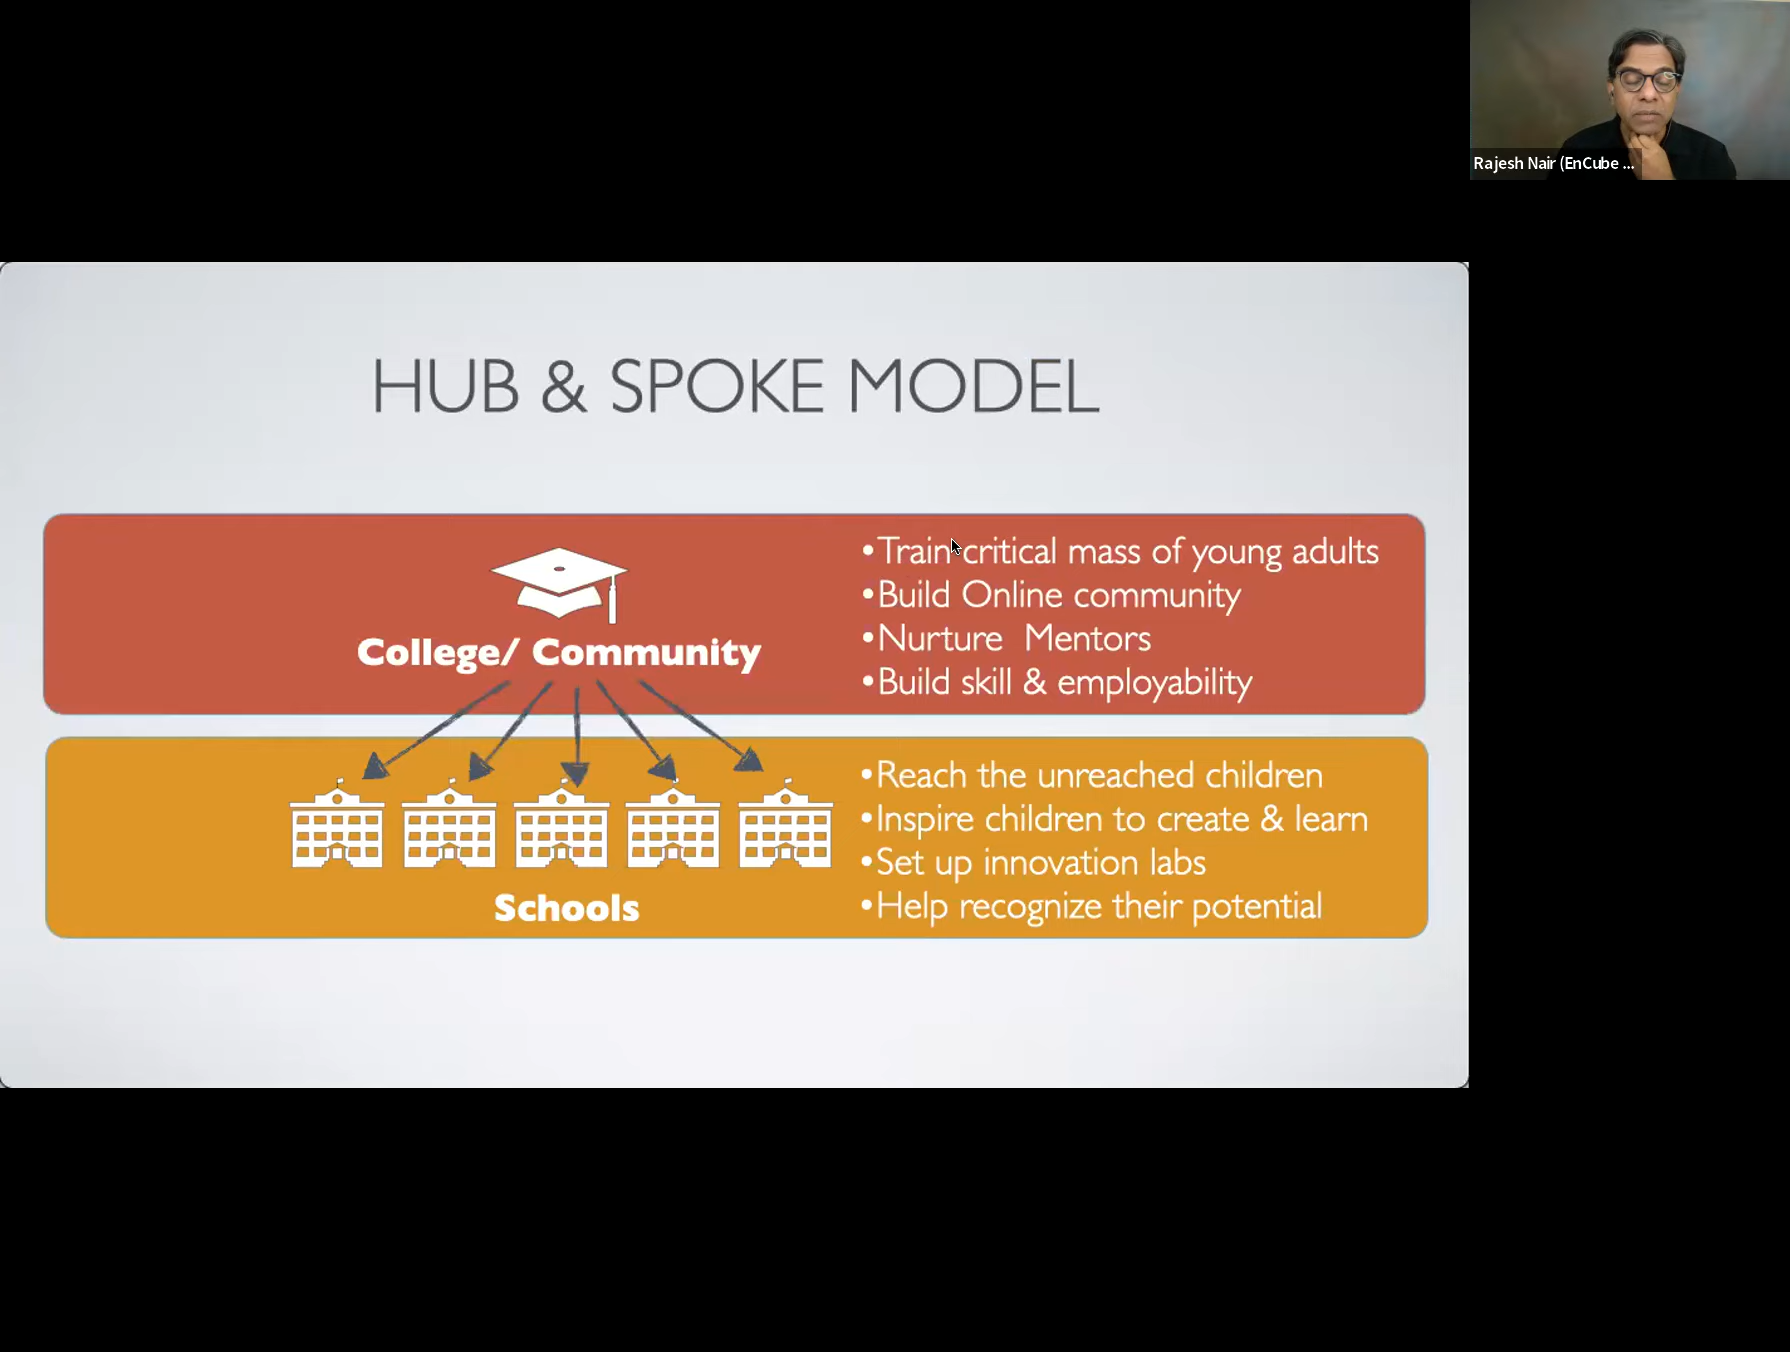 Rajesh Nair (EnCube ...
HUB & SPOKE MODEL
College/ Community
•Train critical mass of young adults
•Build Online community
•Nurture  Mentors
•Build skill & employability
Schools
•Reach the unreached children
•Inspire children to create & learn
•Set up innovation labs
•Help recognize their potential